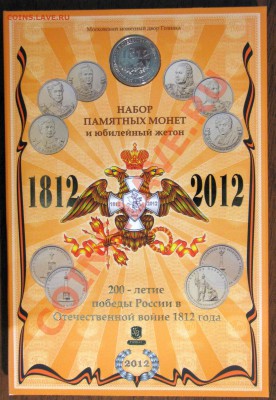 COINS.LAVE.RU
Московский монетный двор Гознака
НАБОР
ПАМЯТНЫХ МОНЕТ
и юбилейный жетон
1812 2012
200 - летие
победы России в
Отечественной войне 1812 года
2012